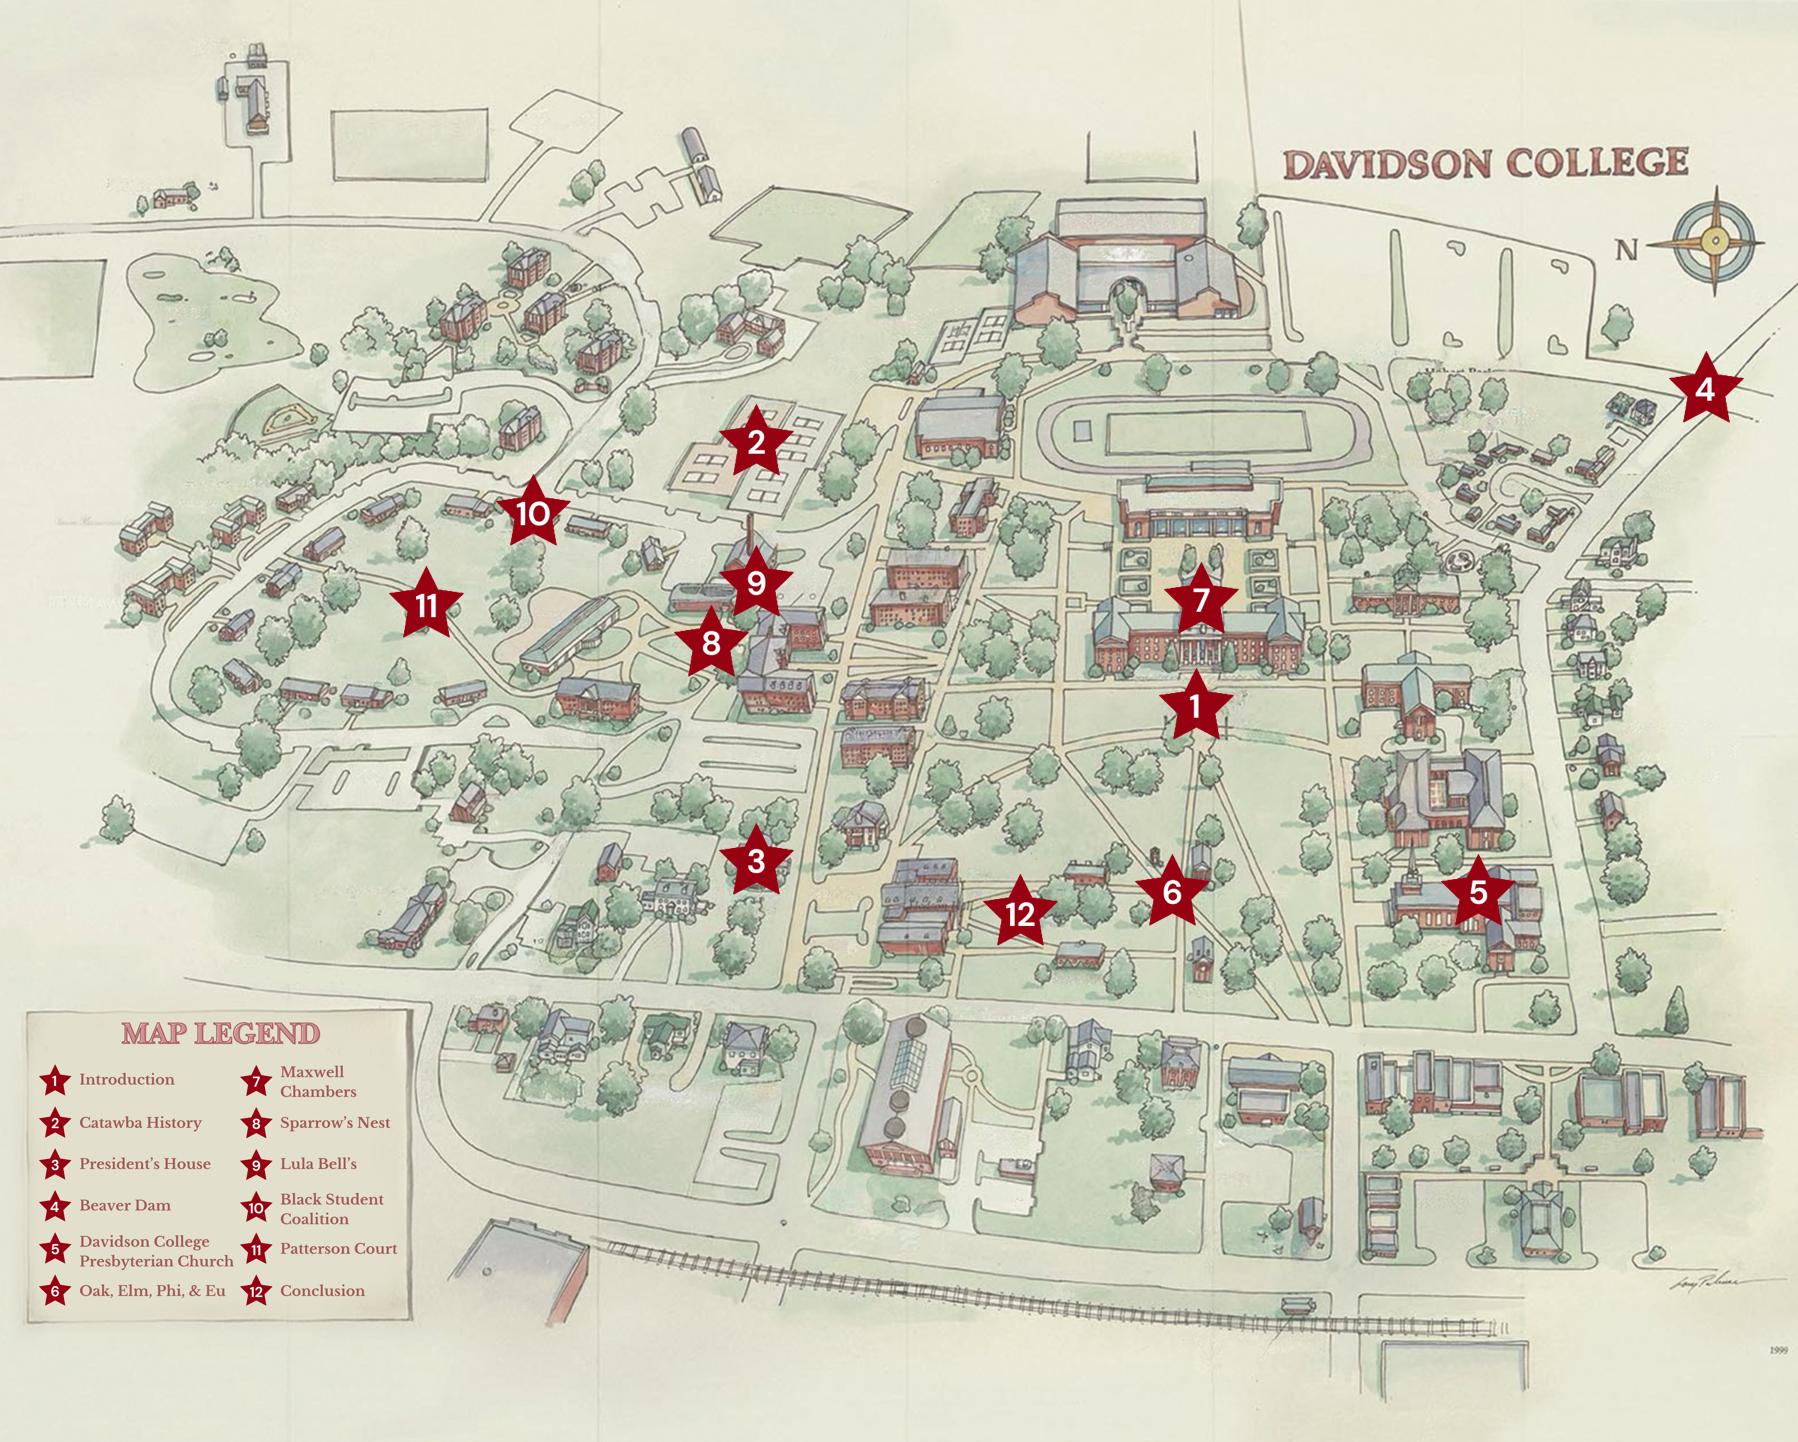 DAVIDSON COLLEGE
N
4
2
10
9
7
11
8
1
3
5
6
12
MAP LEGEND
1 Introduction
2 Catawba History
3 President's House
4 Beaver Dam
5 Davidson College
Presbyterian Church
6 Oak, Elm, Phi, & Eu
7 Maxwell
Chambers
8 Sparrow's Nest
9 Lula Bell's
10 Black Student
Coalition
11 Patterson Court
12 Conclusion
1999